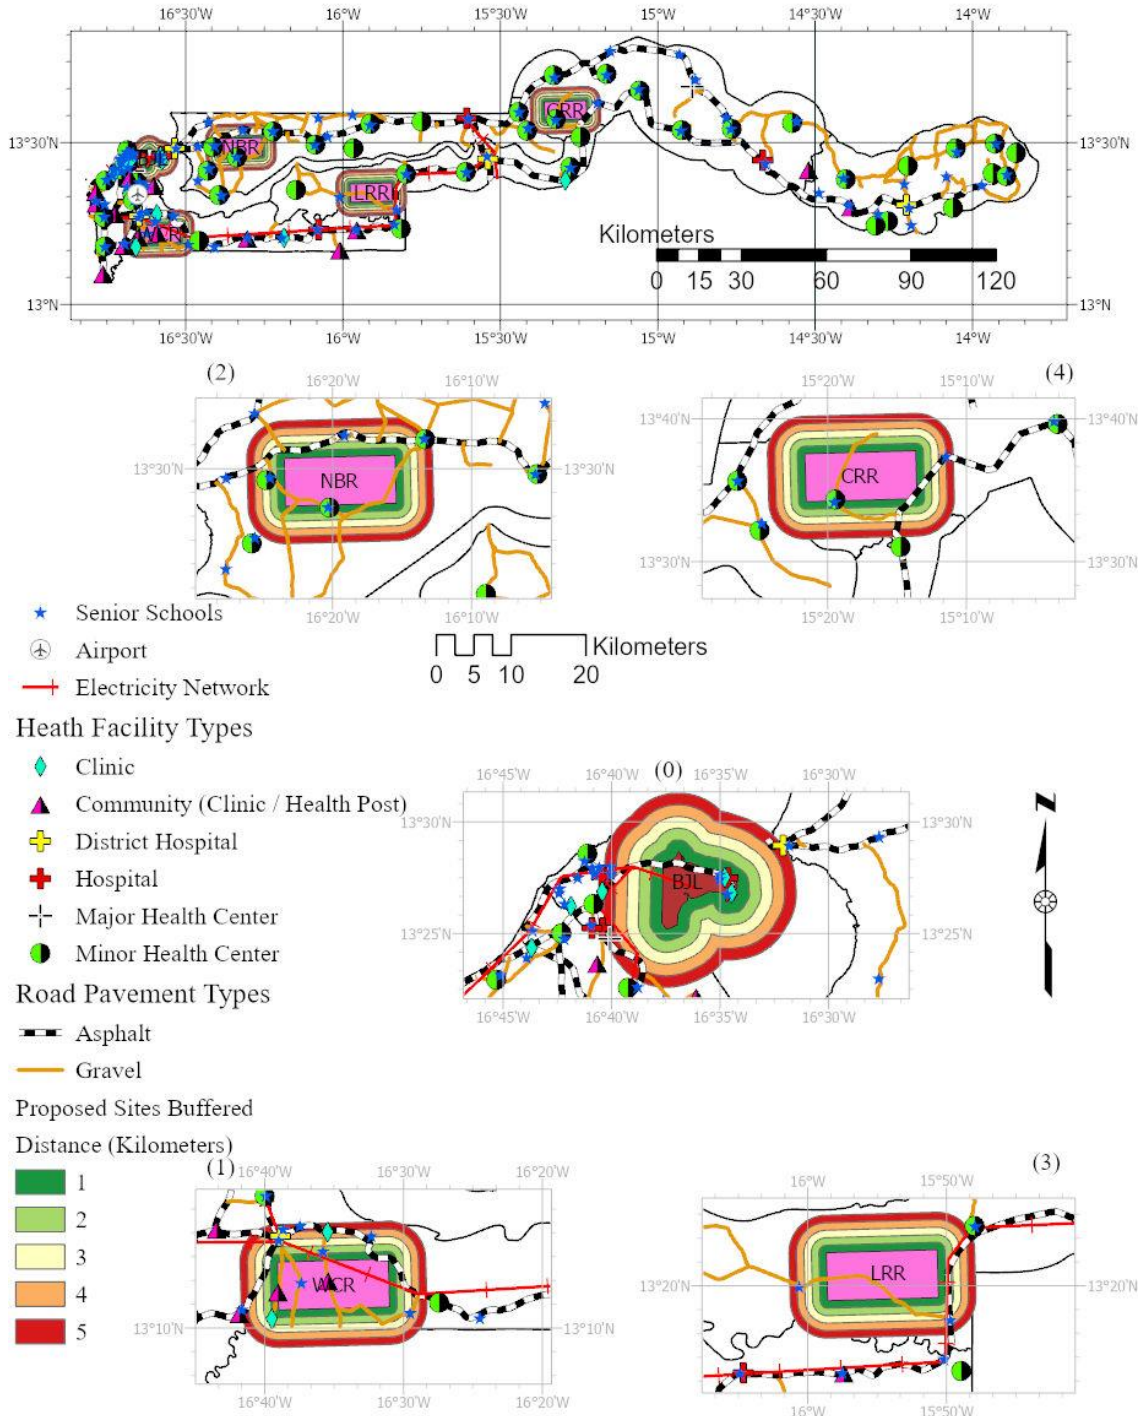 16°30'W 16°W 15°30'W 15°W 14°30'W 14°W
13°30'N 13°30'N
BJL NBR CRR
LRR
WCR
Kilometers
0 15 30 60 90 120
13°N 13°N
16°30'W 16°W 15°30'W 15°W 14°30'W 14°W
(2) (4)
16°20'W 16°10'W 15°20'W 15°10'W
13°40'N 13°40'N
13°30'N 13°30'N
NBR CRR
13°30'N 13°30'N
16°20'W 16°10'W 15°20'W 15°10'W
Senior Schools
Airport
Kilometers
0 5 10 20
Electricity Network
Heath Facility Types
Clinic
Community (Clinic / Health Post)
District Hospital
Hospital
Major Health Center
Minor Health Center
(0)
16°45'W 16°40'W 16°35'W 16°30'W
13°30'N 13°30'N
BJL
13°25'N 13°25'N
16°45'W 16°40'W 16°35'W 16°30'W
N
Road Pavement Types
Asphalt
Gravel
Proposed Sites Buffered
Distance (Kilometers)
1
2
3
4
5
(1) (3)
16°40'W 16°30'W 16°20'W 16°W 15°50'W
WCR LRR
13°20'N 13°20'N
13°10'N 13°10'N
16°40'W 16°30'W 16°20'W 16°W 15°50'W